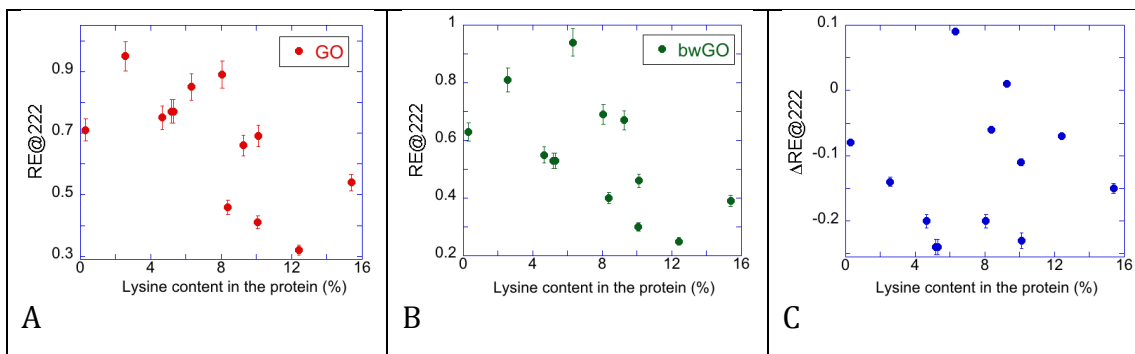 GO
0.9
0.7
0.5
0.3
RE@222
0 4 8 12 16
Lysine content in the protein (%)
A
bwGO
1
0.8
0.6
0.4
0.2
RE@222
0 4 8 12 16
Lysine content in the protein (%)
B
0.1
0
-0.1
-0.2
ΔRE@222
0 4 8 12 16
Lysine content in the protein (%)
C